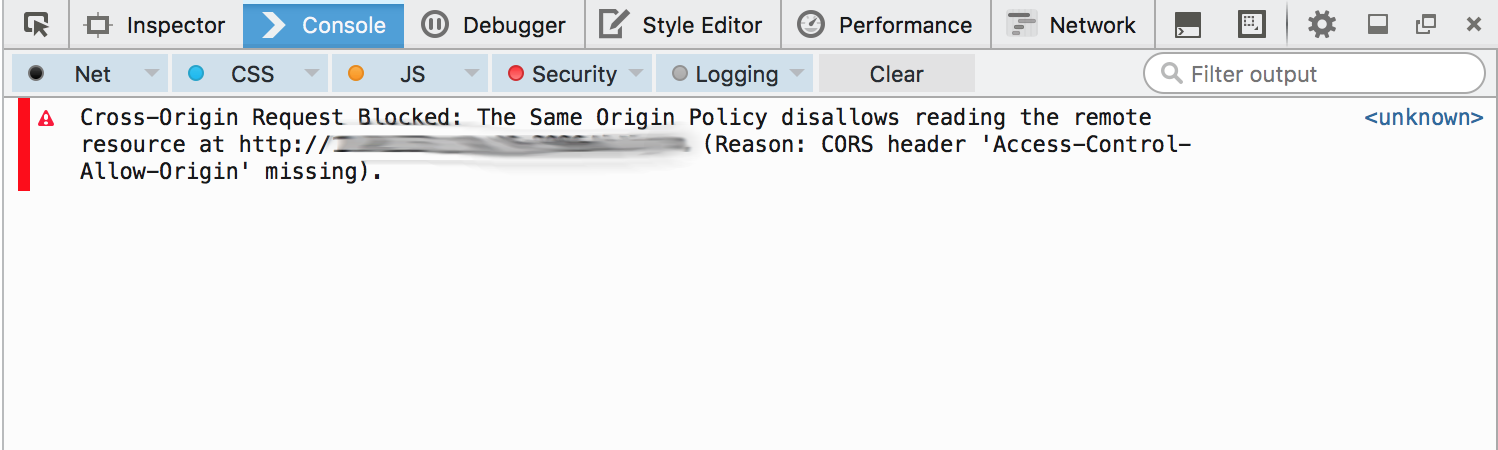 Inspector Console Debugger Style Editor Performance Network
Net CSS JS Security Logging Clear Filter output
Cross-Origin Request Blocked: The Same Origin Policy disallows reading the remote <unknown>
resource at http:// (Reason: CORS header 'Access-Control-
Allow-Origin' missing).